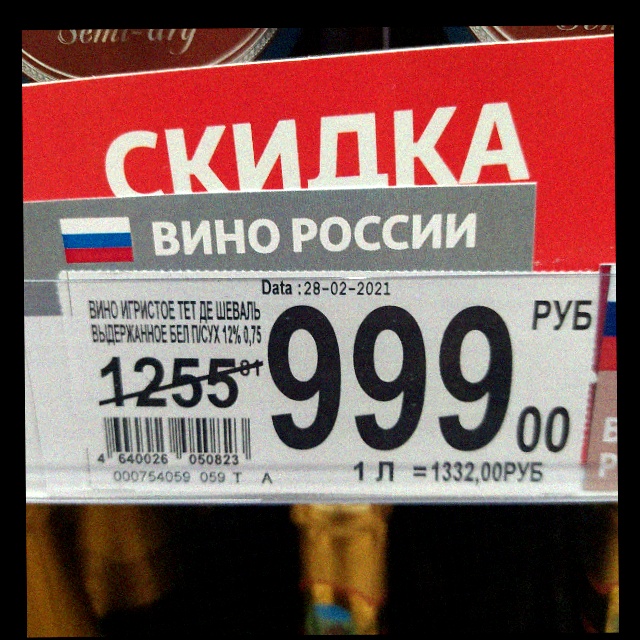 Semi-dry
СКИДКА
ВИНО РОССИИ
Data :28-02-2021
ВИНО ИГРИСТОЕ ТЕТ ДЕ ШЕВАЛЬ
ВЫДЕРЖАННОЕ БЕЛ П/СУХ 12% 0,75
1255 81
999 00
РУБ
4 640026 050823
000754059 059 Т А
1 Л =1332,00РУБ